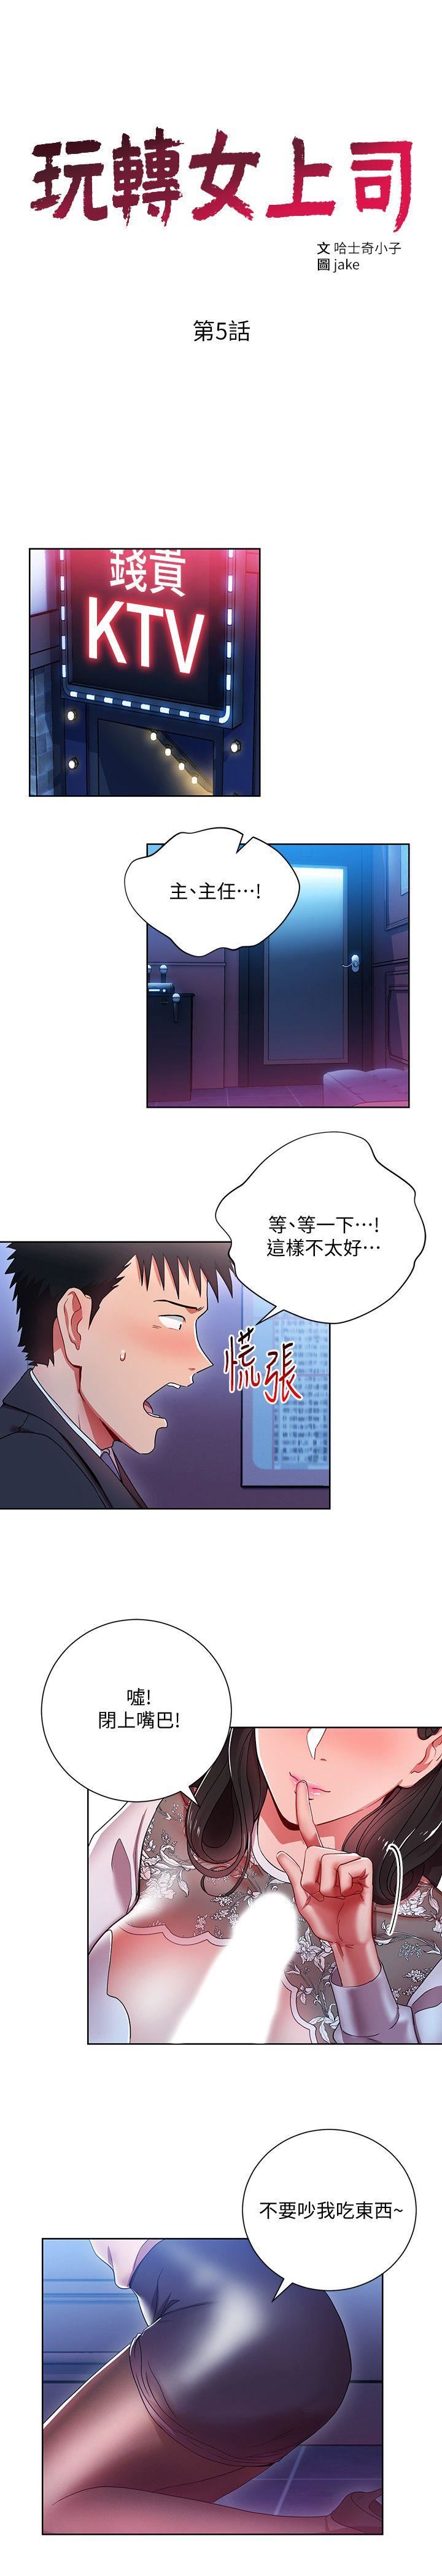 玩轉女上司
文 哈士奇小子
圖 jake
第5話
錢貴
KTV
主、主任⋯!
等、等一下⋯!
這樣不太好⋯
慌張
噓!
閉上嘴巴!
不要吵我吃東西~